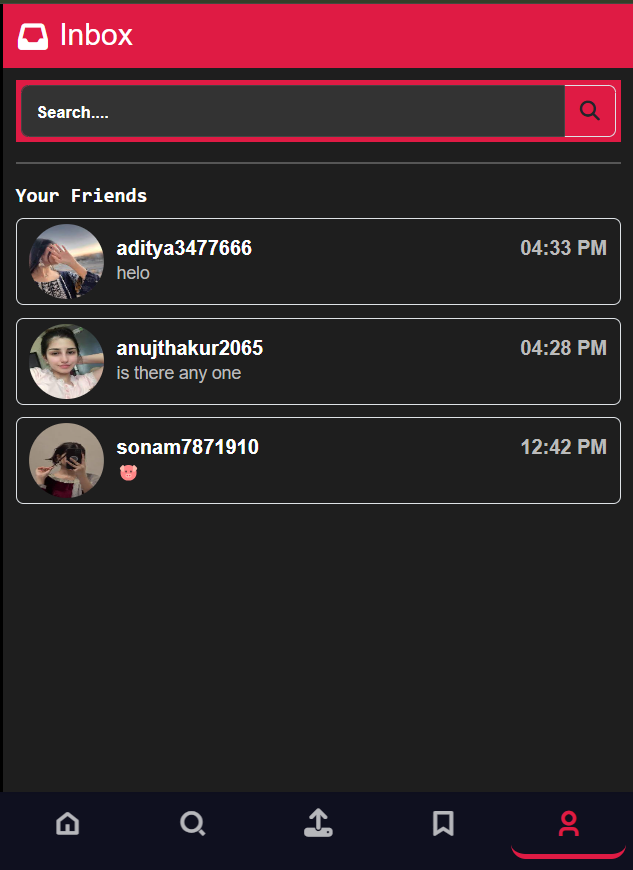 Inbox
Search....
Your Friends
aditya3477666 04:33 PM
helo
anujthakur2065 04:28 PM
is there any one
sonam7871910 12:42 PM
🐷